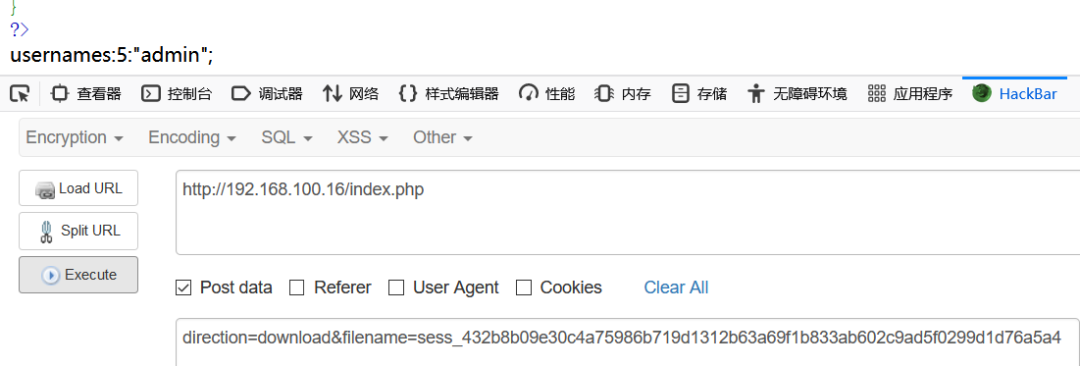 }
?>
usernames:5:"admin";
查看器 控制台 调试器 网络 {} 样式编辑器 性能 内存 存储 无障碍环境 应用程序 HackBar
Encryption Encoding SQL XSS Other
Load URL http://192.168.100.16/index.php
Split URL
Execute
Post data Referer User Agent Cookies Clear All
direction=download&filename=sess_432b8b09e30c4a75986b719d1312b63a69f1b833ab602c9ad5f0299d1d76a5a4